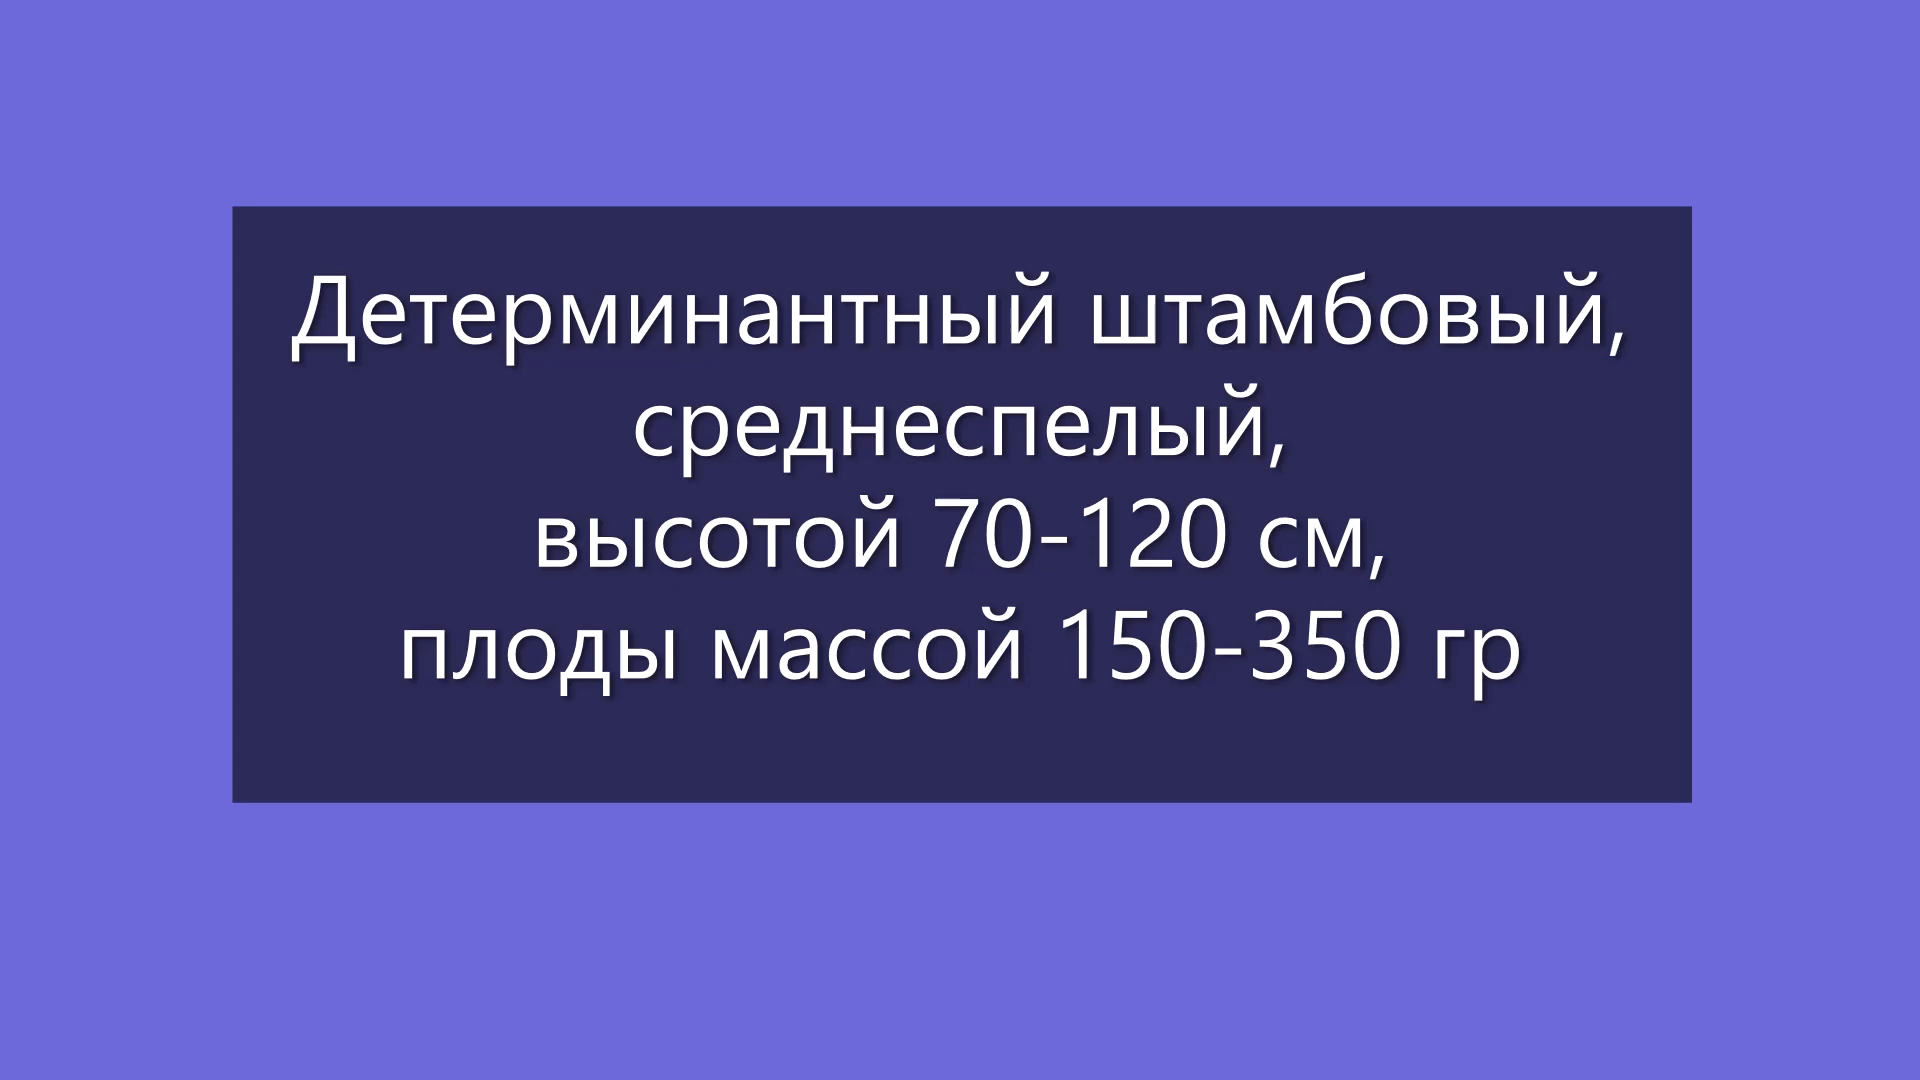 Детерминантный штамбовый,
среднеспелый,
высотой 70-120 см,
плоды массой 150-350 гр